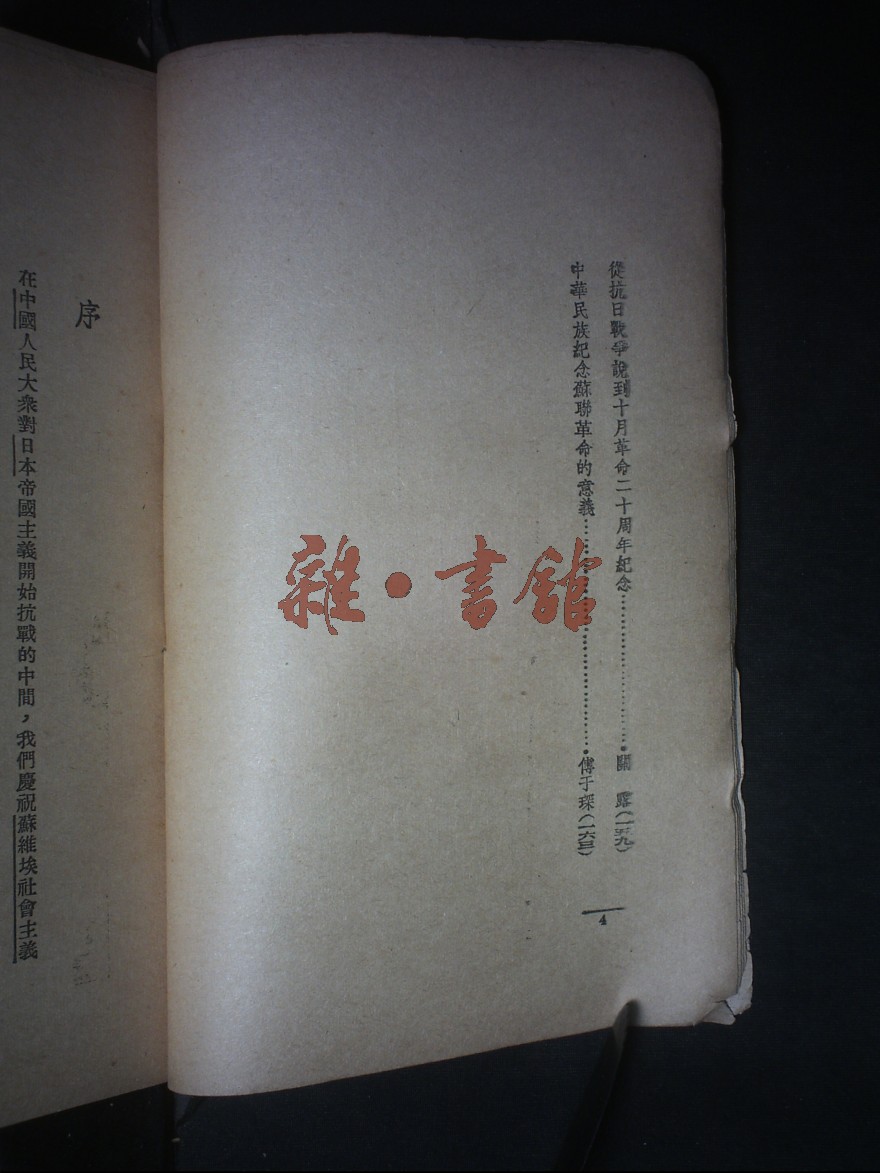 從抗日戰爭說到十月革命二十周年紀念…………………關　露(一五九)
中華民族紀念蘇聯革命的意義…………………………傅于琛(一六三)
4
序
在中國人民大衆對日本帝國主義開始抗戰的中間，我們慶祝蘇維埃社會主義
雜·書館